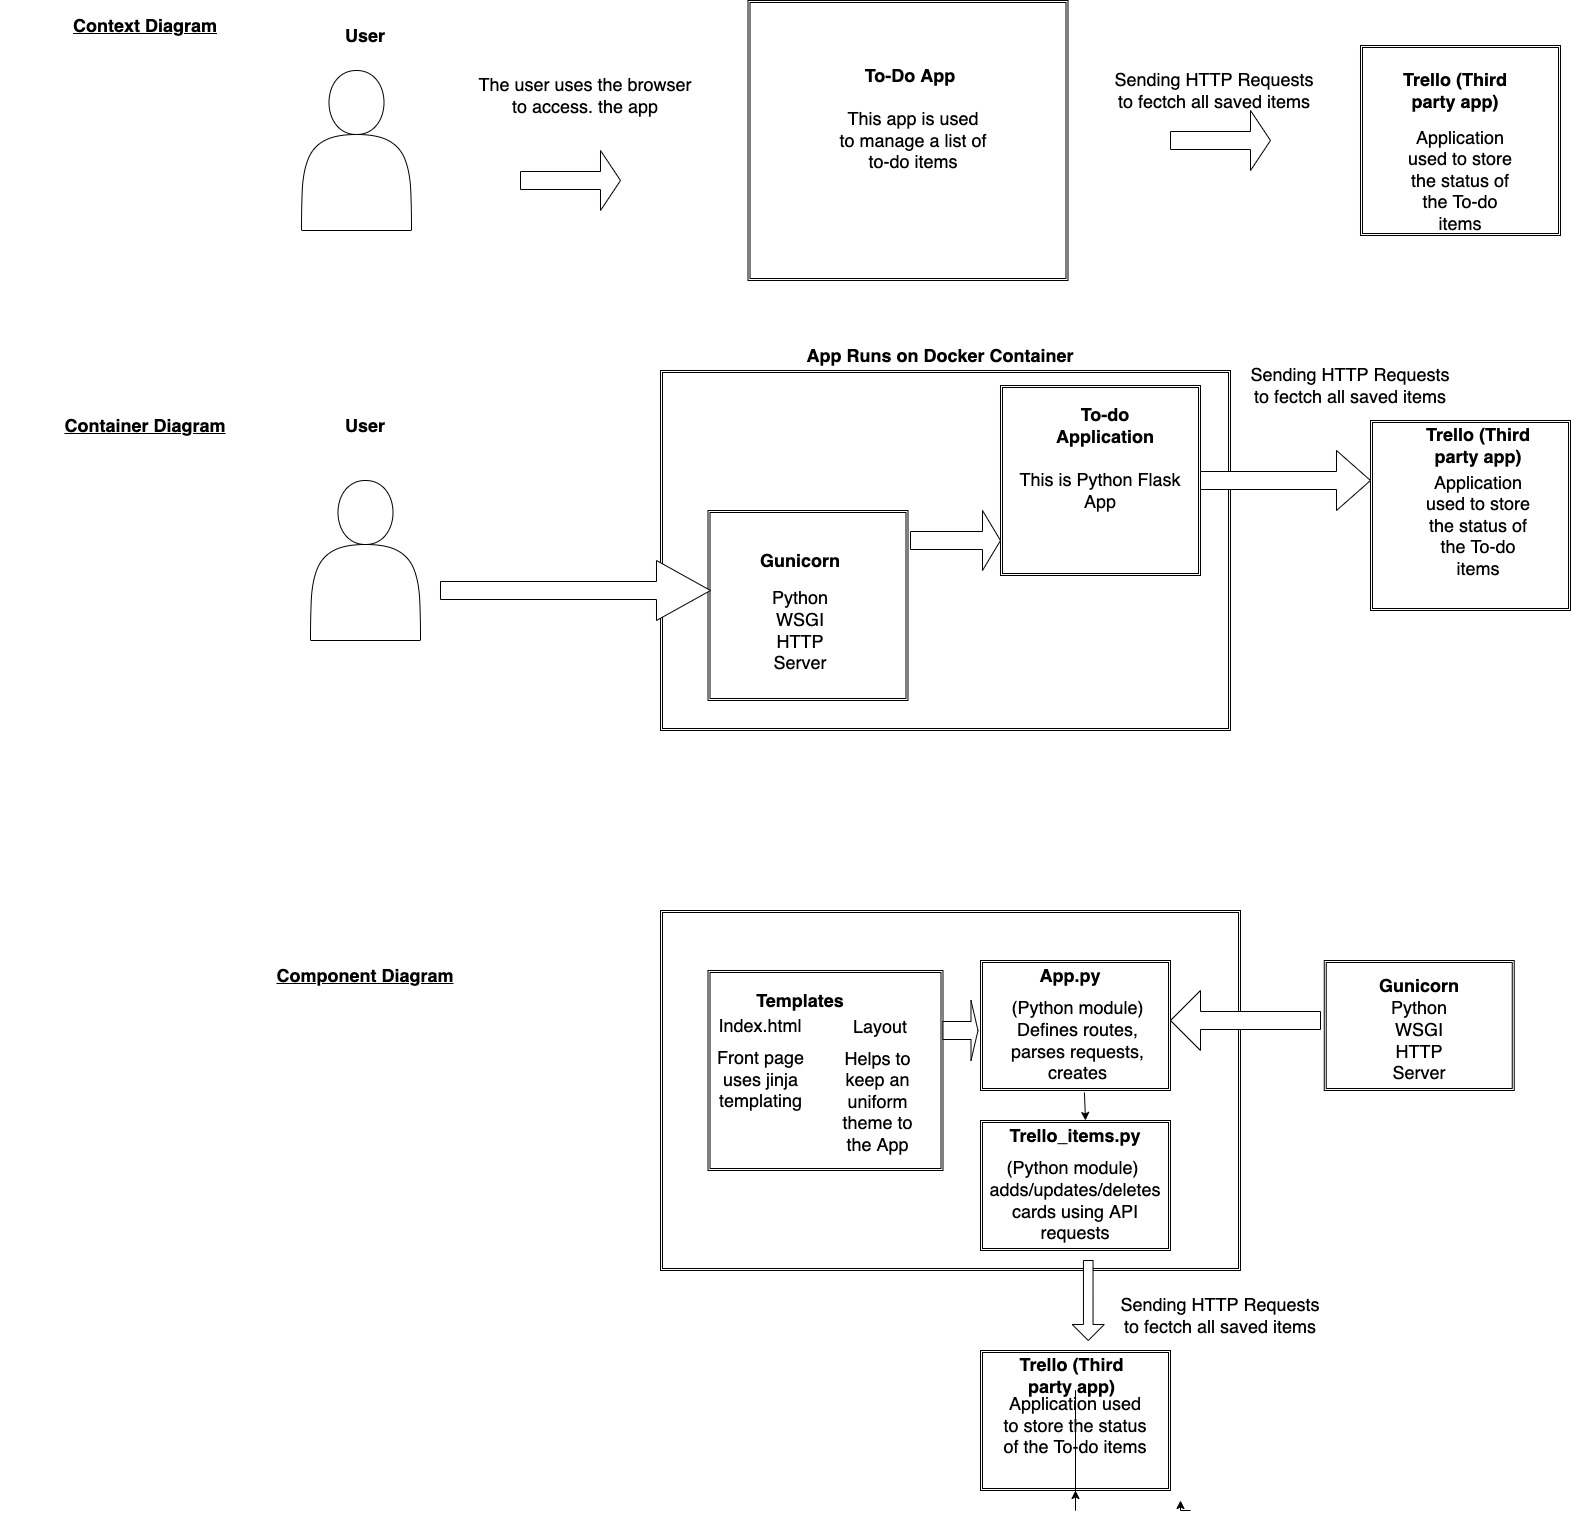 Context Diagram
User
The user uses the browser
to access. the app
To-Do App
This app is used
to manage a list of
to-do items
Sending HTTP Requests
to fectch all saved items
Trello (Third
party app)
Application
used to store
the status of
the To-do
items
Container Diagram
User
App Runs on Docker Container
Gunicorn
Python
WSGI
HTTP
Server
To-do
Application
This is Python Flask
App
Sending HTTP Requests
to fectch all saved items
Trello (Third
party app)
Application
used to store
the status of
the To-do
items
Component Diagram
Templates
Index.html
Front page
uses jinja
templating
Layout
Helps to
keep an
uniform
theme to
the App
App.py
(Python module)
Defines routes,
parses requests,
creates
Gunicorn
Python
WSGI
HTTP
Server
Trello_items.py
(Python module)
adds/updates/deletes
cards using API
requests
Sending HTTP Requests
to fectch all saved items
Trello (Third
party app)
Application used
to store the status
of the To-do items